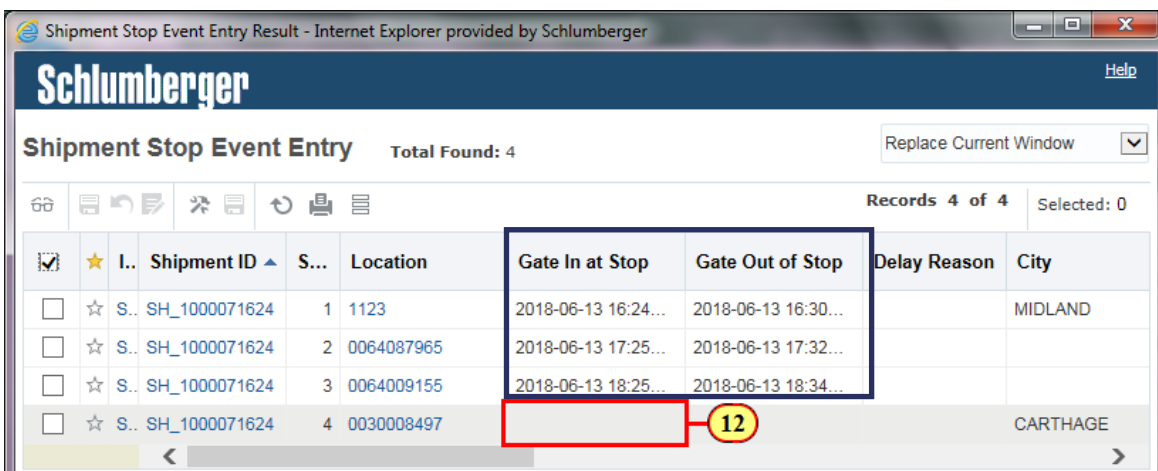 Shipment Stop Event Entry Result - Internet Explorer provided by Schlumberger
Schlumberger Help
Shipment Stop Event Entry Total Found: 4 Replace Current Window
Records 4 of 4 Selected: 0
I.. Shipment ID S... Location Gate In at Stop Gate Out of Stop Delay Reason City
S.. SH_1000071624 1 1123 2018-06-13 16:24... 2018-06-13 16:30... MIDLAND
S.. SH_1000071624 2 0064087965 2018-06-13 17:25... 2018-06-13 17:32...
S.. SH_1000071624 3 0064009155 2018-06-13 18:25... 2018-06-13 18:34...
S.. SH_1000071624 4 0030008497 12 CARTHAGE